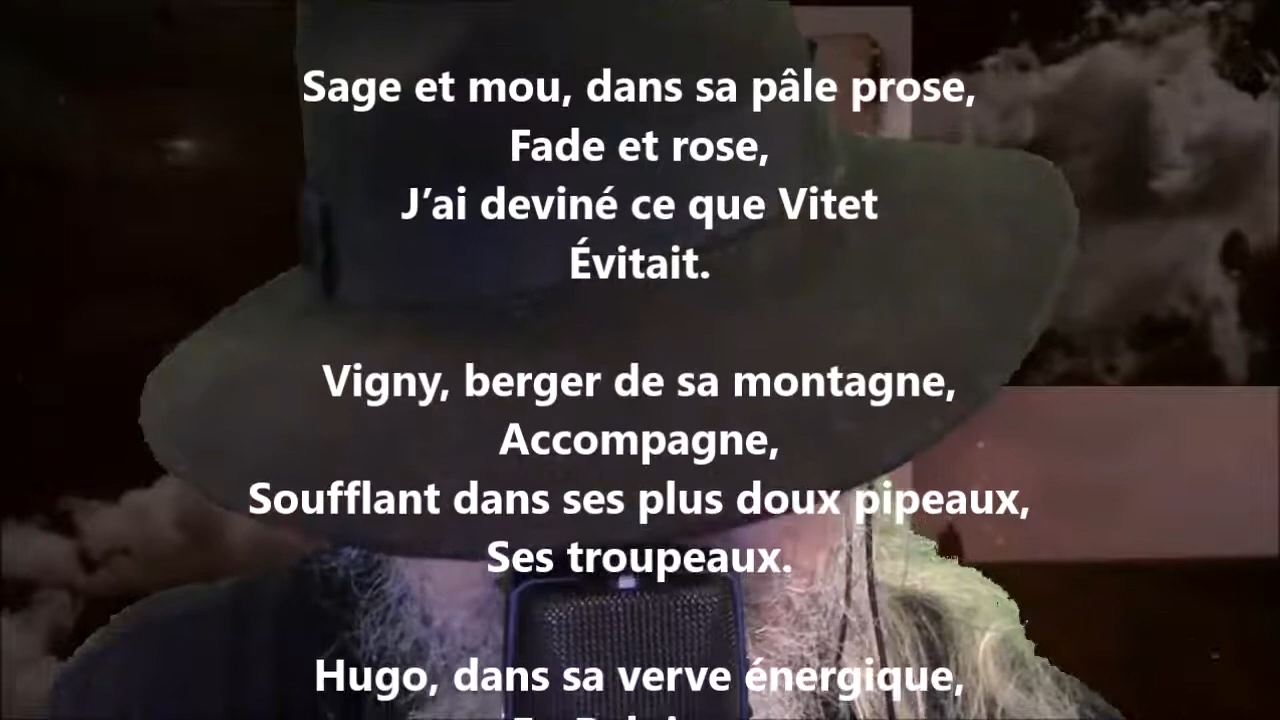 Sage et mou, dans sa pâle prose,
Fade et rose,
J’ai deviné ce que Vitet
Évitait.
Vigny, berger de sa montagne,
Accompagne,
Soufflant dans ses plus doux pipeaux,
Ses troupeaux.
Hugo, dans sa verve énergique,